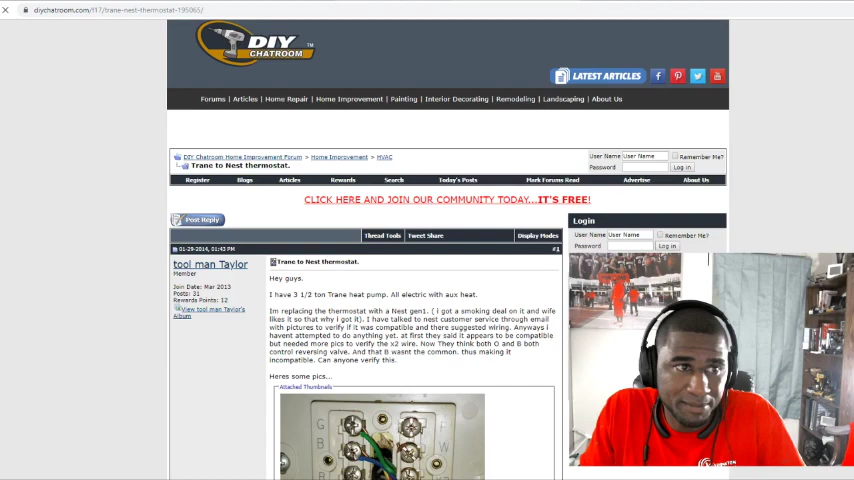 diychatroom.com/f17/trane-nest-thermostat-195065/
DIY
CHATROOM
TM
LATEST ARTICLES
Forums | Articles | Home Repair | Home Improvement | Painting | Interior Decorating | Remodeling | Landscaping | About Us
DIY Chatroom Home Improvement Forum > Home Improvement > HVAC
Trane to Nest thermostat.
User Name User Name Remember Me?
Password Log in
Register Blogs Articles Rewards Search Today's Posts Mark Forums Read Advertise About Us
CLICK HERE AND JOIN OUR COMMUNITY TODAY...IT'S FREE!
Post Reply
Login
Thread Tools Tweet Share Display Modes
User Name User Name Remember Me?
Password Log in
01-29-2014, 01:43 PM #1
tool man Taylor
Member
Join Date: Mar 2013
Posts: 31
Rewards Points: 12
View tool man Taylor's
Album
Trane to Nest thermostat.
Hey guys.
I have 3 1/2 ton Trane heat pump. All electric with aux heat.
Im replacing the thermostat with a Nest gen1. ( i got a smoking deal on it and wife
likes it so that why i got it). I have talked to nest customer service through email
with pictures to verify if it was compatible and there suggested wiring. Anyways i
havent attempted to do anything yet. at first they said it appears to be compatible
but needed more pics to verify the x2 wire. Now They think both O and B both
control reversing valve. And that B wasnt the common. thus making it
incompatible. Can anyone verify this.
Heres some pics...
Attached Thumbnails
G
B
R
Y
W